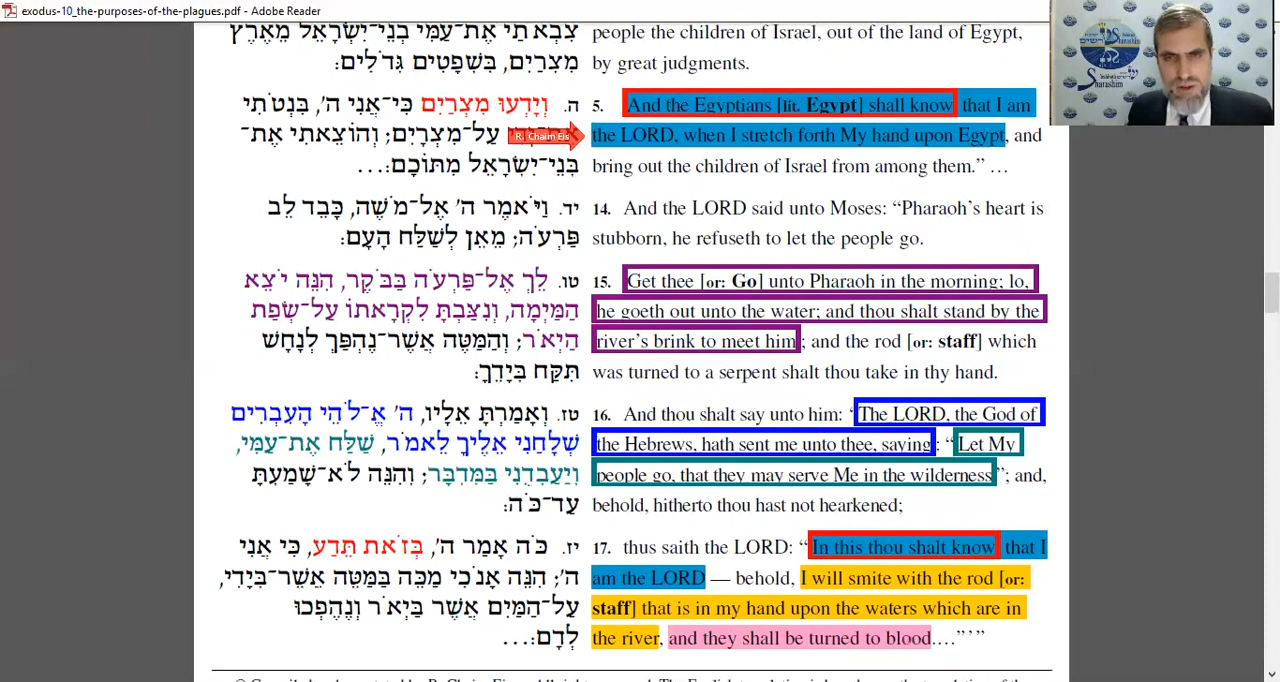 exodus-10_the_purposes-of-the-plagues.pdf - Adobe Reader
צִבְאֹתַי אֶת־עַמִּי בְנֵי־יִשְׂרָאֵל מֵאֶרֶץ
מִצְרַיִם, בִּשְׁפָטִים גְּדֹלִים:
ה. וְיָדְעוּ מִצְרַיִם כִּי־אֲנִי ה', בִּנְטֹתִי
עַל־מִצְרָיִם; וְהוֹצֵאתִי אֶת־
R. Chaim Eis
בְּנֵי־יִשְׂרָאֵל מִתּוֹכָם:…
יד. וַיֹּאמֶר ה' אֶל־מֹשֶׁה, כָּבֵד לֵב
פַּרְעֹה; מֵאֵן לְשַׁלַּח הָעָם:
טו. לֵךְ אֶל־פַּרְעֹה בַּבֹּקֶר, הִנֵּה יֹצֵא
הַמַּיְמָה, וְנִצַּבְתָּ לִקְרָאתוֹ עַל־שְׂפַת
הַיְאֹר; וְהַמַּטֶּה אֲשֶׁר־נֶהְפַּךְ לְנָחָשׁ
תִּקַּח בְּיָדֶךָ:
טז. וְאָמַרְתָּ אֵלָיו, ה' אֱ־לֹהֵי הָעִבְרִים
שְׁלָחַנִי אֵלֶיךָ לֵאמֹר, שַׁלַּח אֶת־עַמִּי,
וְיַעַבְדֻנִי בַּמִּדְבָּר; וְהִנֵּה לֹא־שָׁמַעְתָּ
עַד־כֹּה:
יז. כֹּה אָמַר ה', בְּזֹאת תֵּדַע, כִּי אֲנִי
ה'; הִנֵּה אָנֹכִי מַכֶּה בַּמַּטֶּה אֲשֶׁר־בְּיָדִי,
עַל־הַמַּיִם אֲשֶׁר בַּיְאֹר וְנֶהֶפְכוּ
לְדָם:…
people the children of Israel, out of the land of Egypt,
by great judgments.
5. And the Egyptians [lit. Egypt] shall know that I am
the LORD, when I stretch forth My hand upon Egypt, and
bring out the children of Israel from among them.” …
14. And the LORD said unto Moses: “Pharaoh’s heart is
stubborn, he refuseth to let the people go.
15. Get thee [or: Go] unto Pharaoh in the morning; lo,
he goeth out unto the water; and thou shalt stand by the
river’s brink to meet him; and the rod [or: staff] which
was turned to a serpent shalt thou take in thy hand.
16. And thou shalt say unto him: ‘The LORD, the God of
the Hebrews, hath sent me unto thee, saying: “Let My
people go, that they may serve Me in the wilderness”; and,
behold, hitherto thou hast not hearkened;
17. thus saith the LORD: “In this thou shalt know that I
am the LORD — behold, I will smite with the rod [or:
staff] that is in my hand upon the waters which are in
the river, and they shall be turned to blood.…”’”